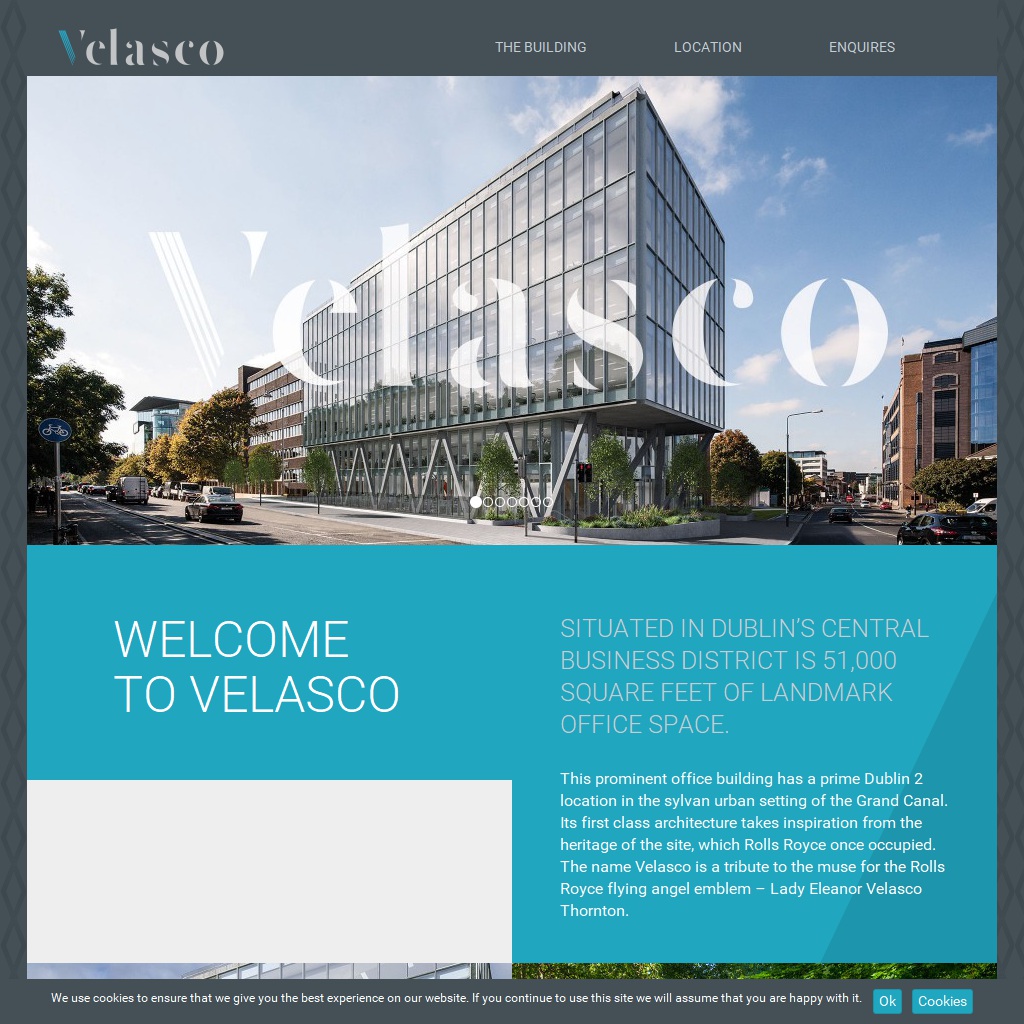 Velasco
THE BUILDING
LOCATION
ENQUIRES
Velasco
WELCOME
TO VELASCO
SITUATED IN DUBLIN’S CENTRAL
BUSINESS DISTRICT IS 51,000
SQUARE FEET OF LANDMARK
OFFICE SPACE.
This prominent office building has a prime Dublin 2
location in the sylvan urban setting of the Grand Canal.
Its first class architecture takes inspiration from the
heritage of the site, which Rolls Royce once occupied.
The name Velasco is a tribute to the muse for the Rolls
Royce flying angel emblem – Lady Eleanor Velasco
Thornton.
We use cookies to ensure that we give you the best experience on our website. If you continue to use this site we will assume that you are happy with it.
Ok
Cookies